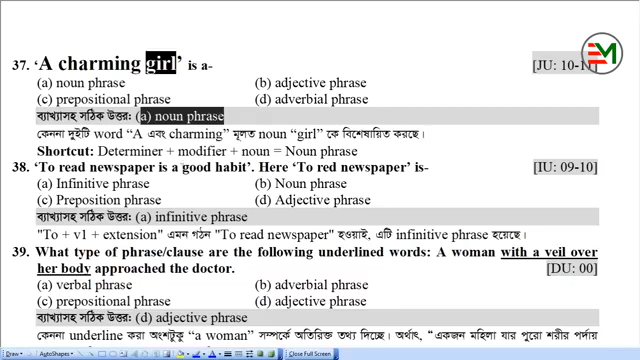 37. ‘A charming girl’ is a- [JU: 10-11]
(a) noun phrase (b) adjective phrase
(c) prepositional phrase (d) adverbial phrase
ব্যাখ্যাসহ সঠিক উত্তর: (a) noun phrase
কেননা দুইটি word “A এবং charming” মূলত noun “girl” কে বিশেষায়িত করছে।
Shortcut: Determiner + modifier + noun = Noun phrase
38. ‘To read newspaper is a good habit’. Here ‘To red newspaper’ is- [IU: 09-10]
(a) Infinitive phrase (b) Noun phrase
(c) Preposition phrase (d) Adjective phrase
ব্যাখ্যাসহ সঠিক উত্তর: (a) infinitive phrase
"To + v1 + extension" এমন গঠন "To read newspaper" হওয়াই, এটি infinitive phrase হয়েছে।
39. What type of phrase/clause are the following underlined words: A woman with a veil over
her body approached the doctor. [DU: 00]
(a) verbal phrase (b) adverbial phrase
(c) prepositional phrase (d) adjective phrase
ব্যাখ্যাসহ সঠিক উত্তর: (d) adjective phrase
কেননা underline করা অংশটুকু “a woman” সম্পর্কে অতিরিক্ত তথ্য দিচ্ছে। অর্থাৎ, “একজন মহিলা যার পুরো শরীর পর্দায়
Draw AutoShapes Close Full Screen